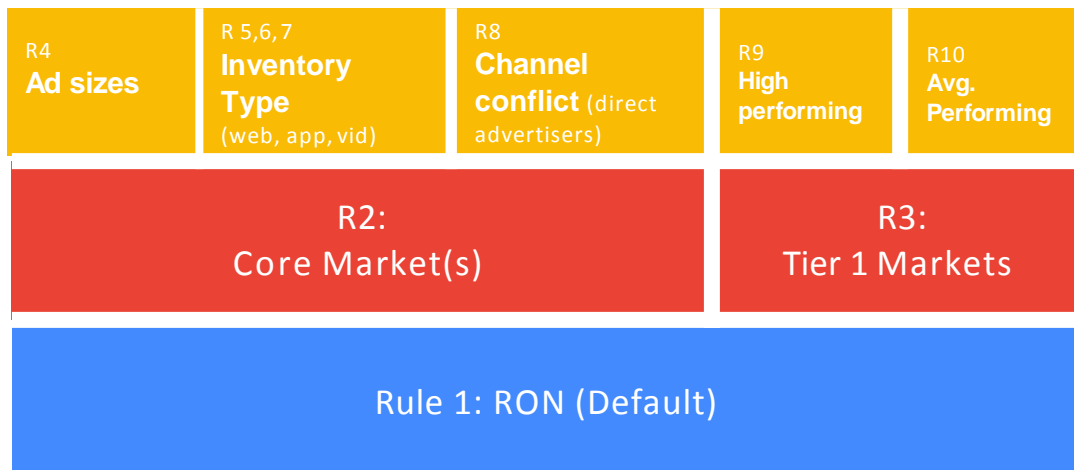 R4
Ad sizes
R 5,6,7
Inventory
Type
(web, app, vid)
R8
Channel
conflict (direct
advertisers)
R9
High
performing
R10
Avg.
Performing
R2:
Core Market(s)
R3:
Tier 1 Markets
Rule 1: RON (Default)